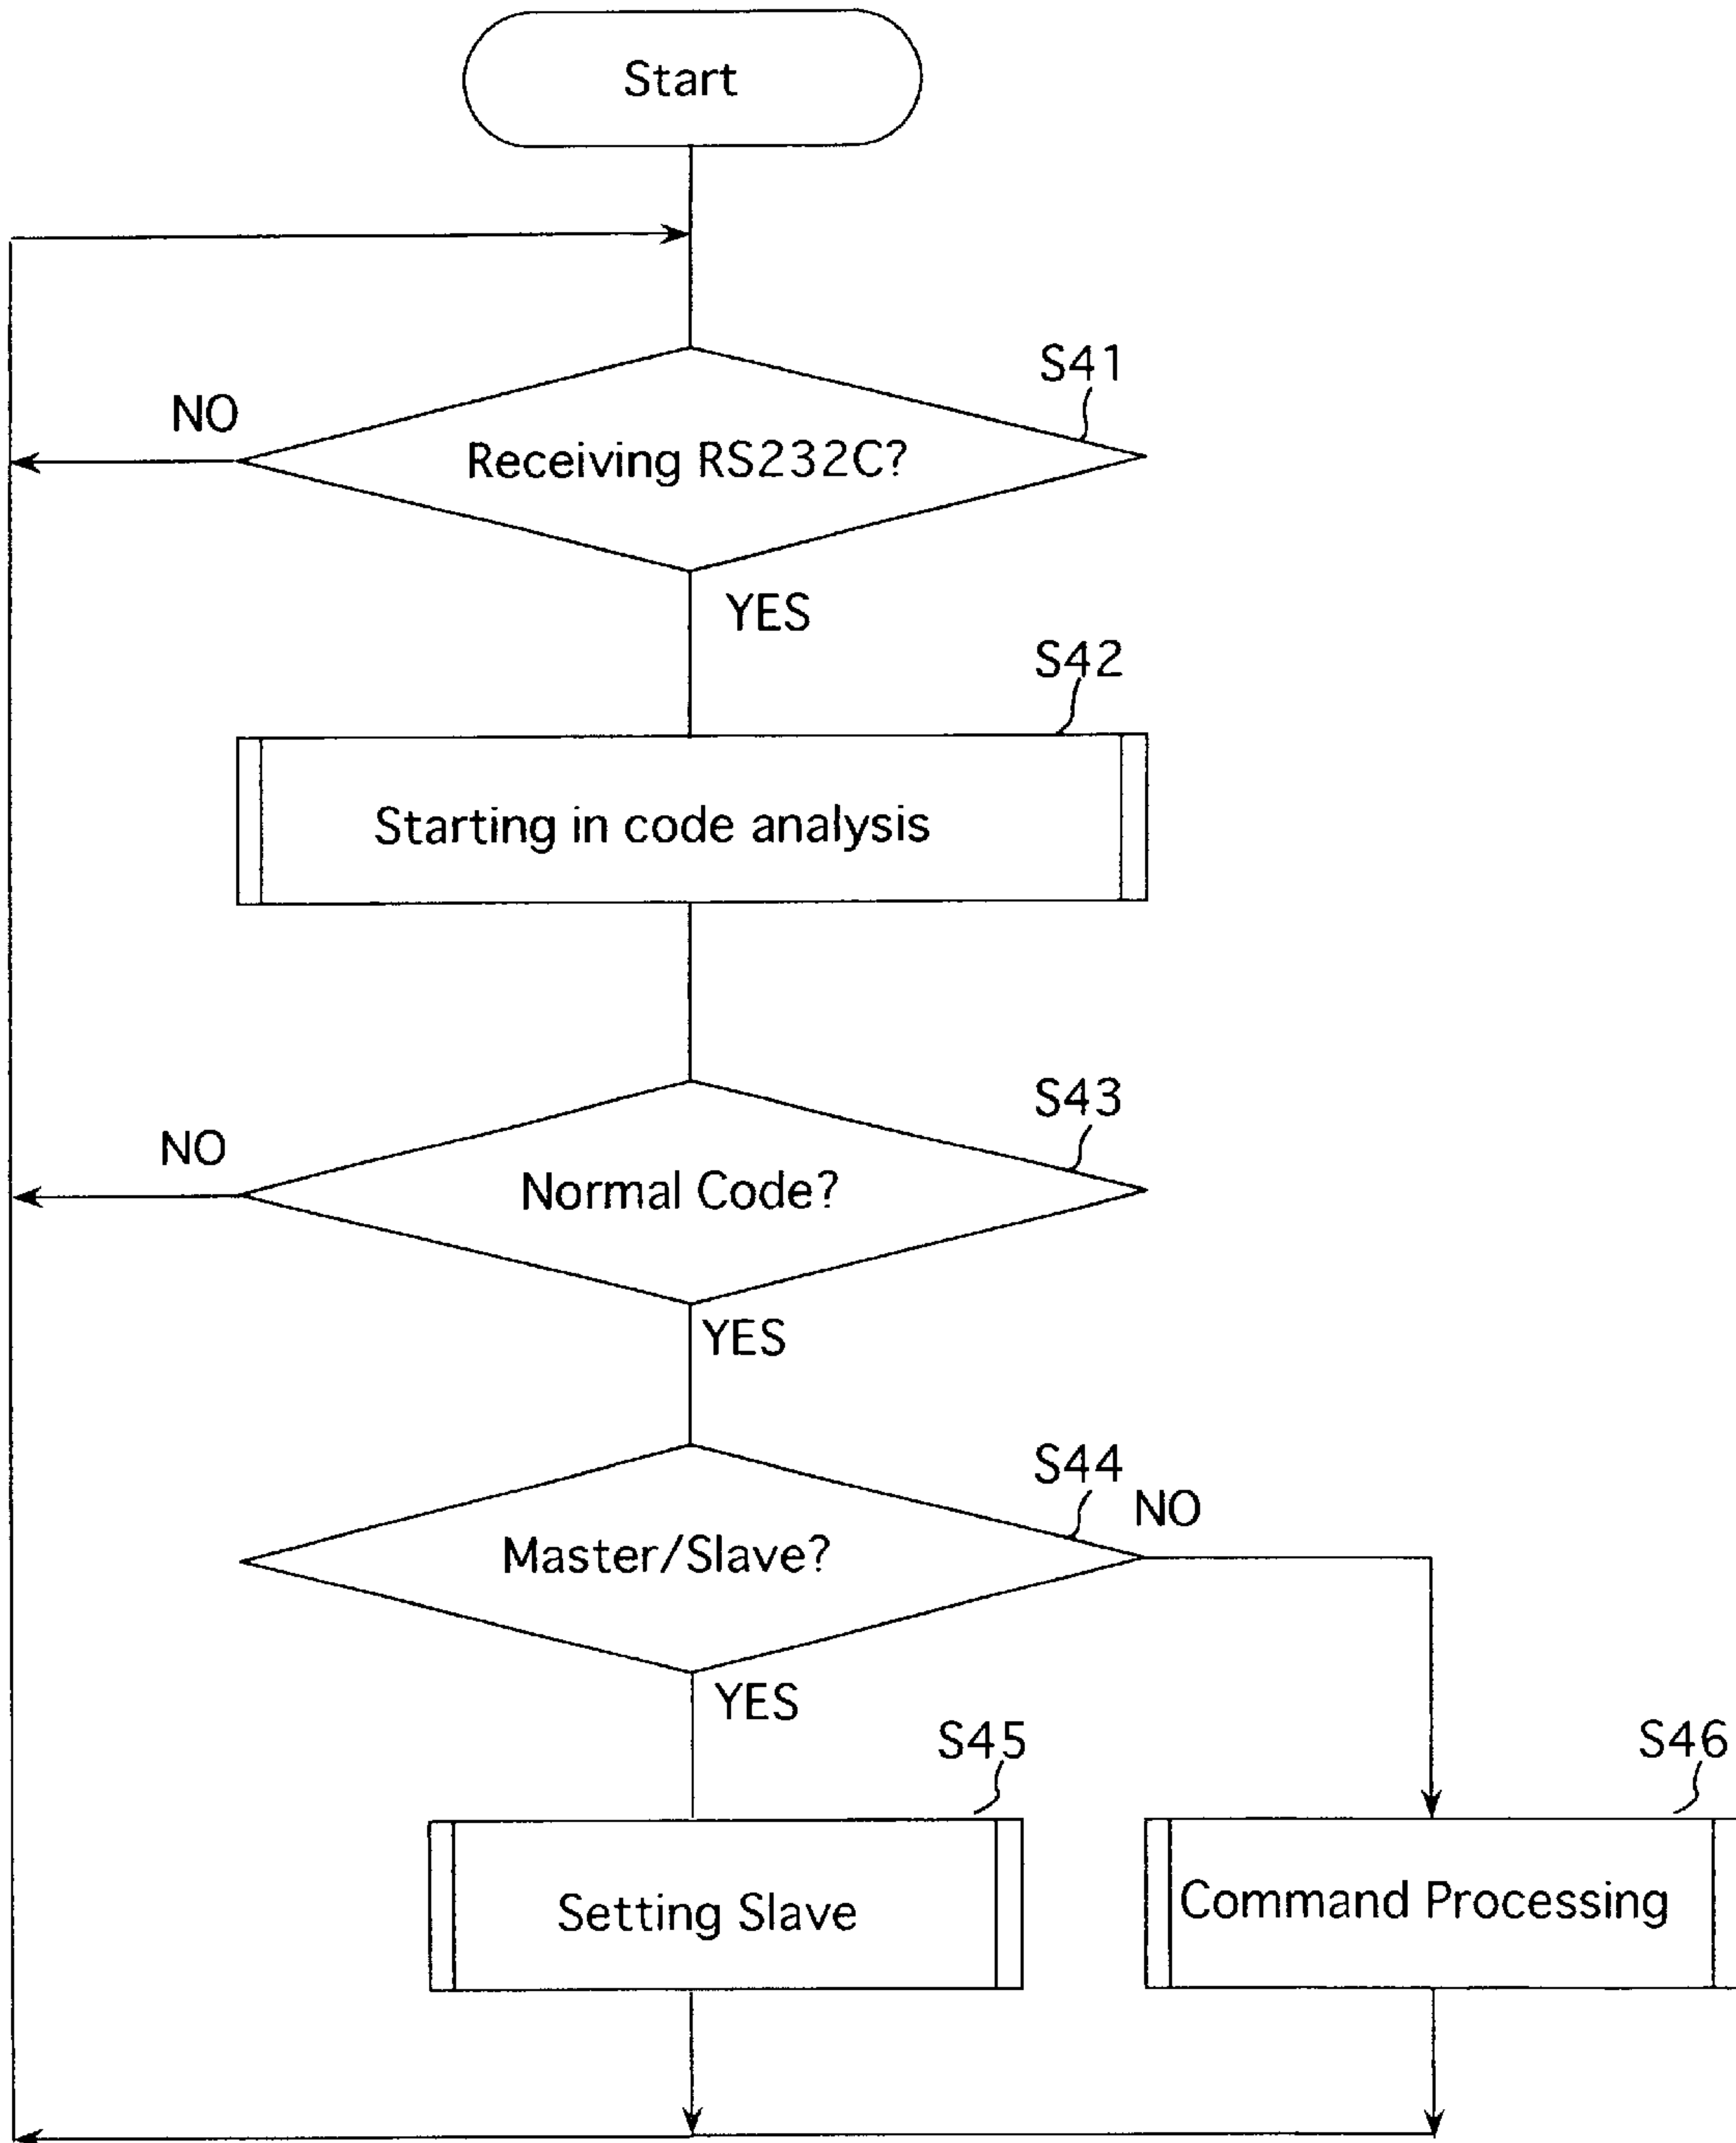 Start
S41
NO
Receiving RS232C?
YES
S42
Starting in code analysis
S43
NO
Normal Code?
YES
S44
NO
Master/Slave?
YES
S45
S46
Setting Slave
Command Processing